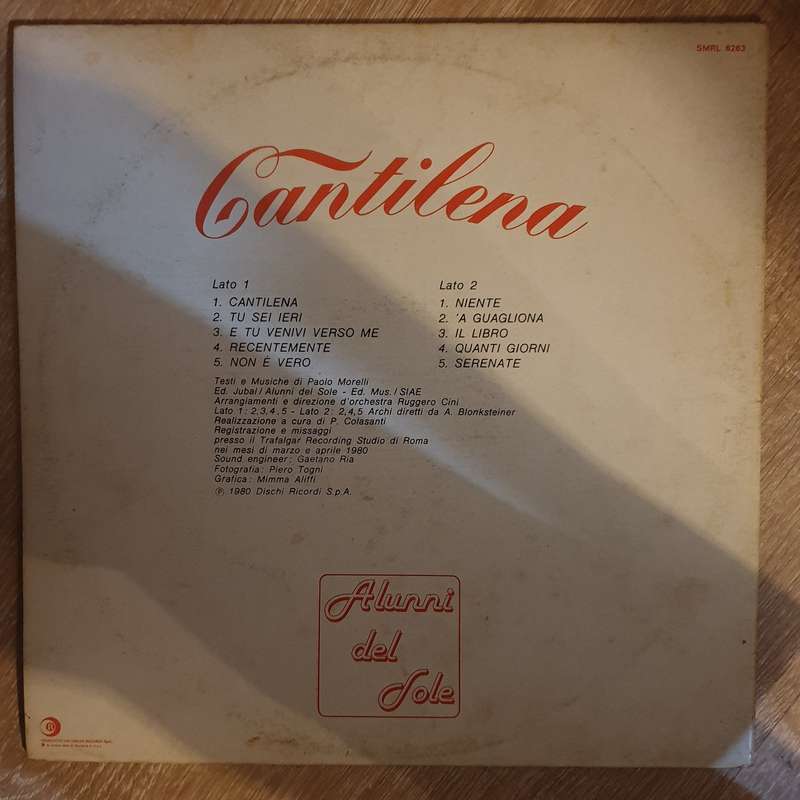 SMRL 6263
Cantilena
Lato 1
1. CANTILENA
2. TU SEI IERI
3. E TU VENIVI VERSO ME
4. RECENTEMENTE
5. NON È VERO
Lato 2
1. NIENTE
2. 'A GUAGLIONA
3. IL LIBRO
4. QUANTI GIORNI
5. SERENATE
Testi e Musiche di Paolo Morelli
Ed. Jubal / Alunni del Sole - Ed. Mus. / SIAE
Arrangiamenti e direzione d'orchestra Ruggero Cini
Lato 1: 2,3,4,5 - Lato 2: 2,4,5 Archi diretti da A. Blonksteiner
Realizzazione a cura di P. Colasanti
Registrazione e missaggi
presso il Trafalgar Recording Studio di Roma
nei mesi di marzo e aprile 1980
Sound engineer: Gaetano Ria
Fotografia: Piero Togni
Grafica: Mimma Aliffi
℗ 1980 Dischi Ricordi S.p.A.
Alunni
del
Sole
R